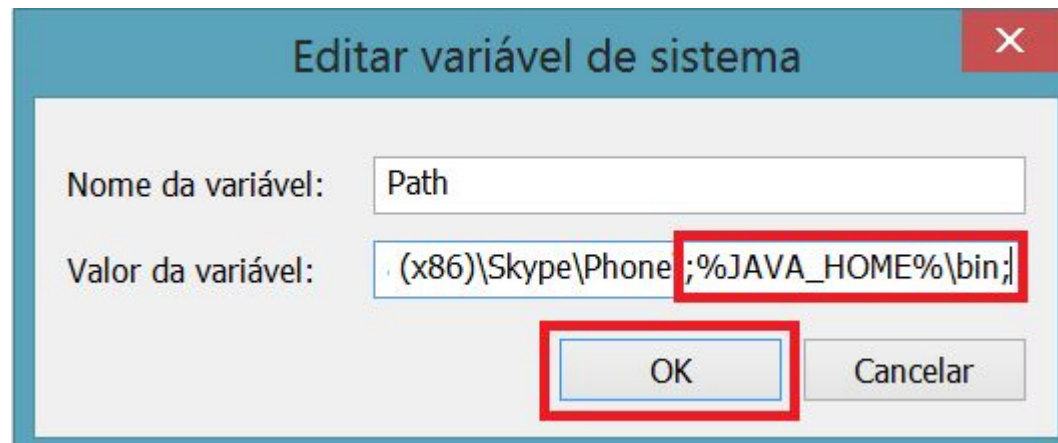 Editar variável de sistema
Nome da variável: Path
Valor da variável: (x86)\Skype\Phone\;%JAVA_HOME%\bin;
OK Cancelar